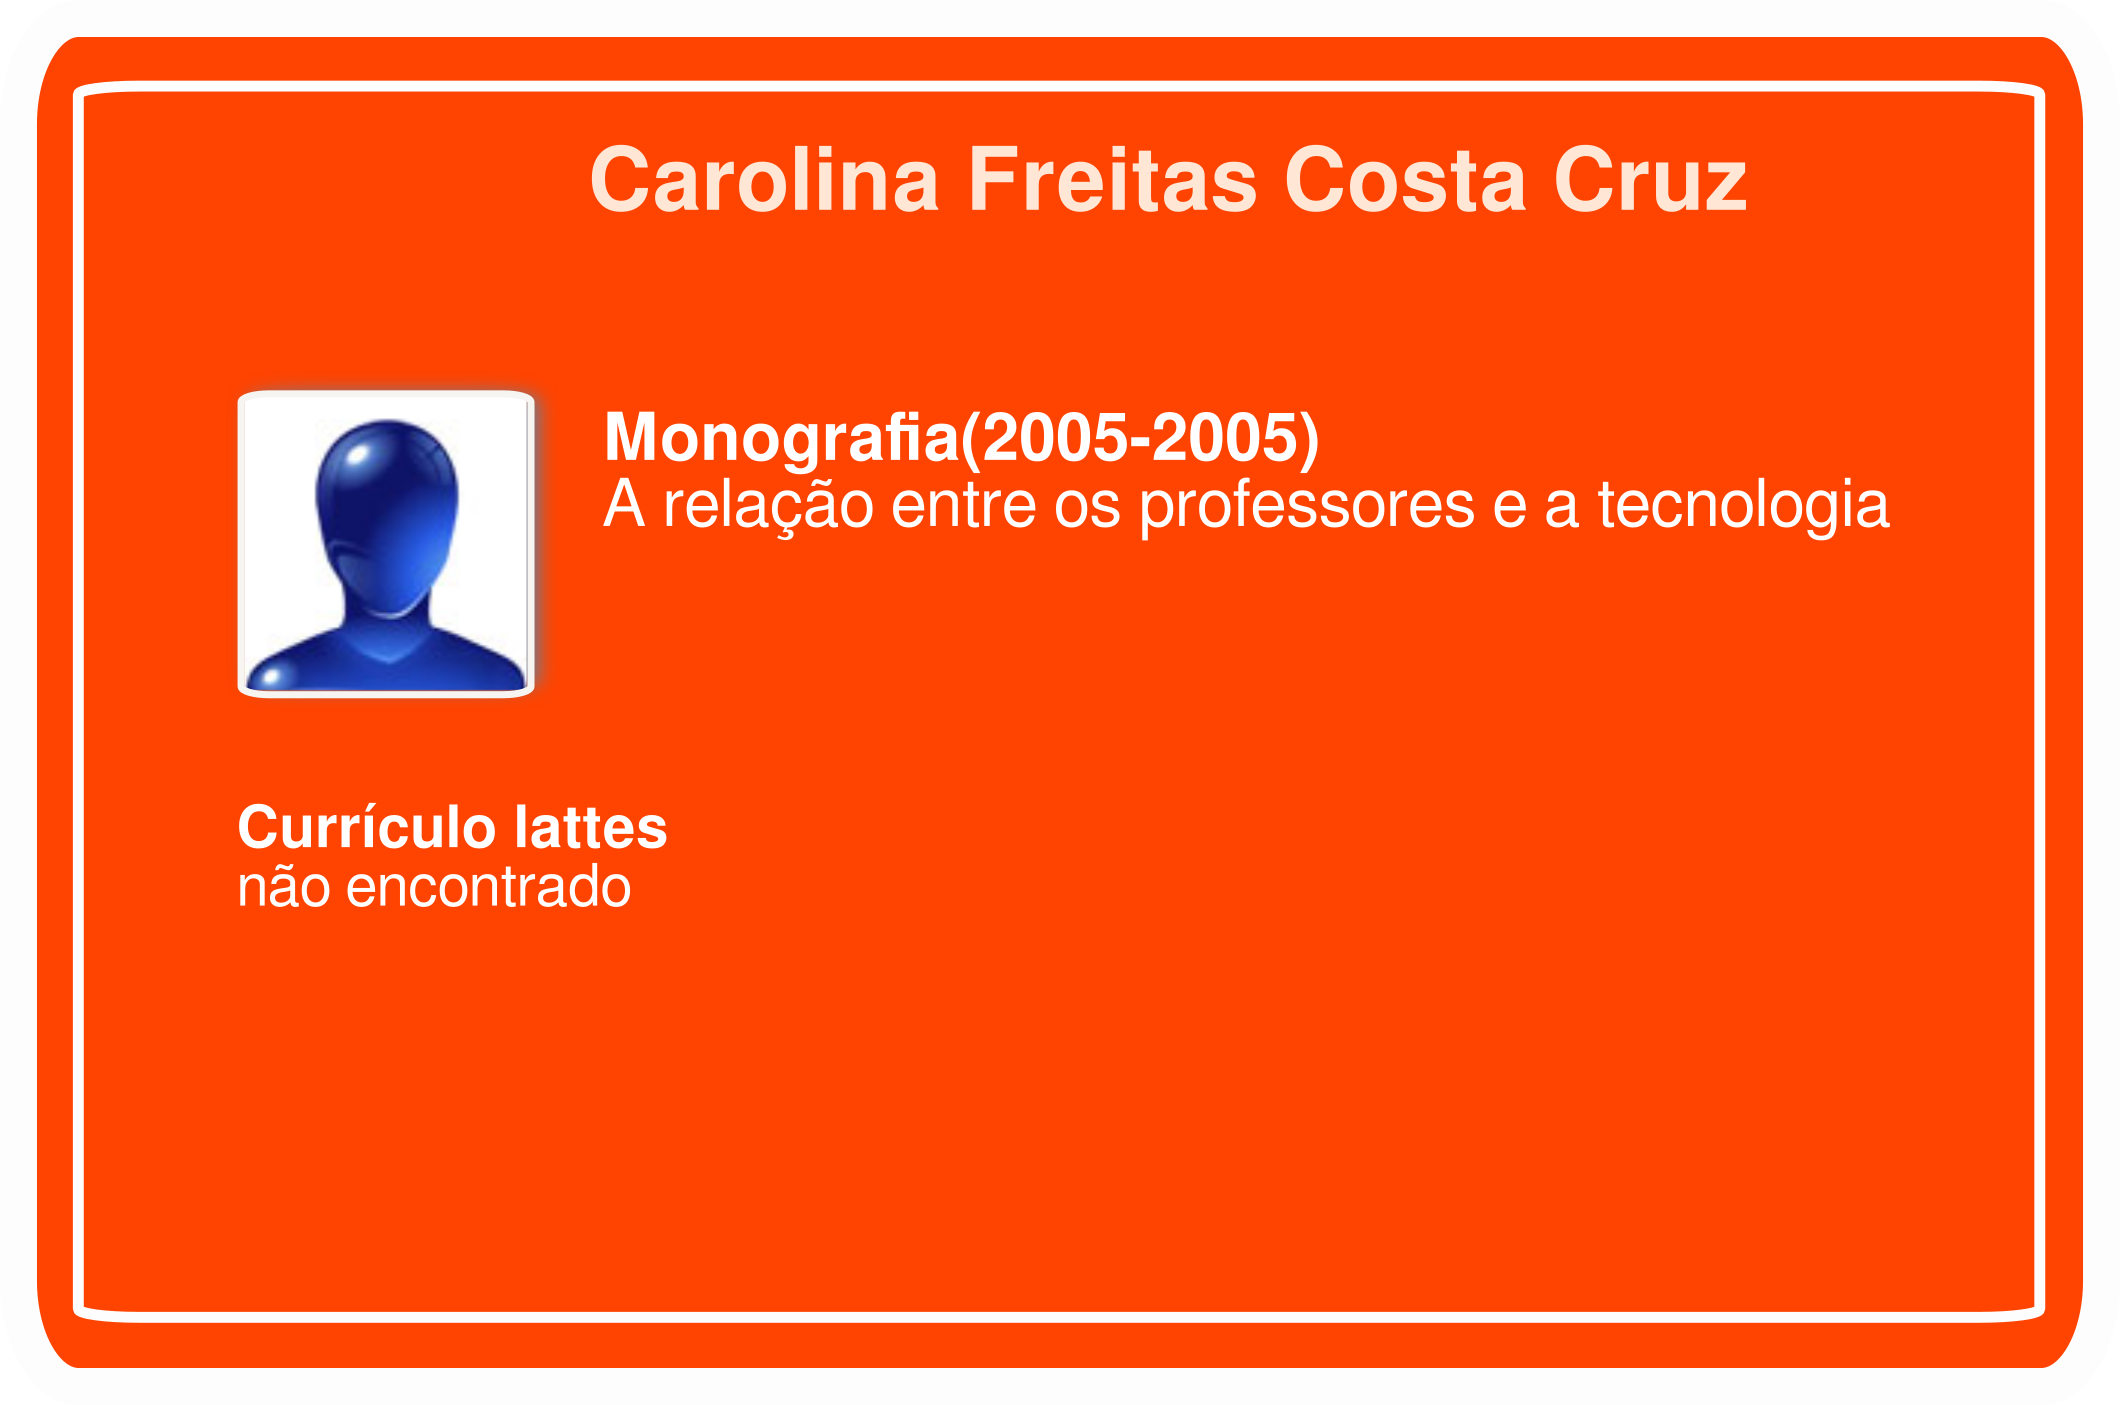 Carolina Freitas Costa Cruz
Monografia(2005-2005)
A relação entre os professores e a tecnologia
Currículo lattes
não encontrado